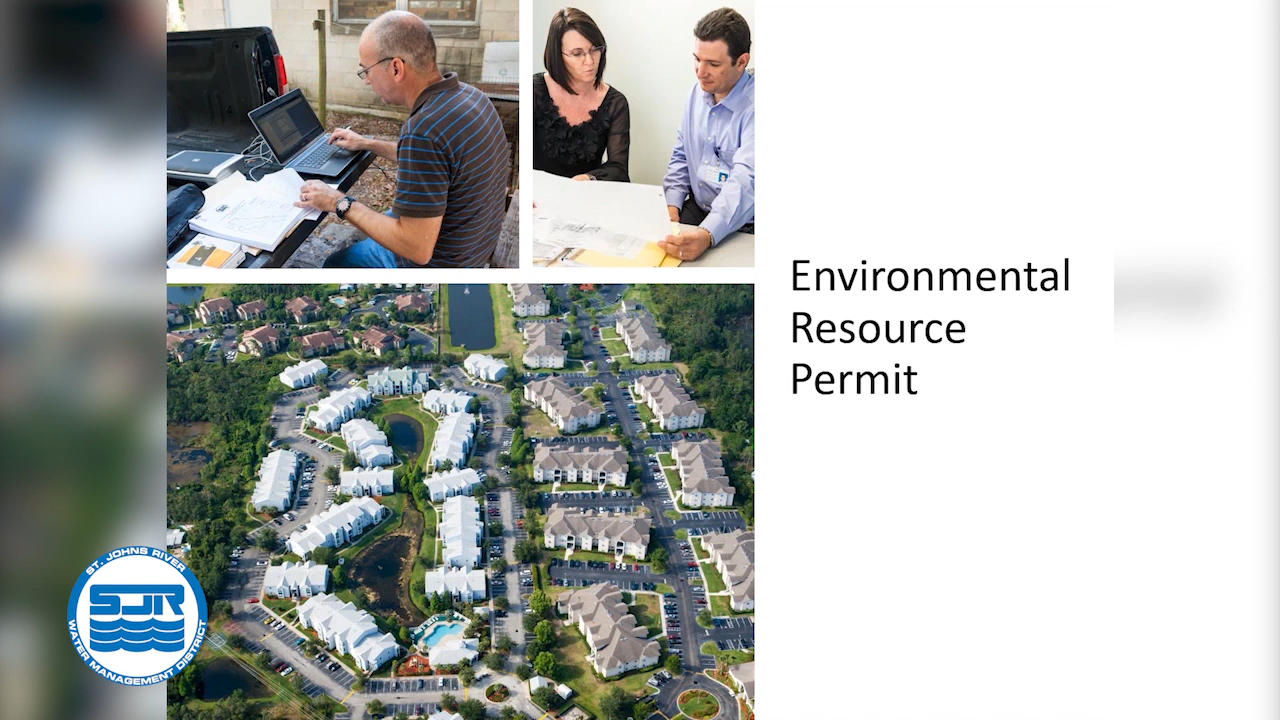 Environmental
Resource
Permit
ST. JOHNS RIVER
SJR
WATER MANAGEMENT DISTRICT